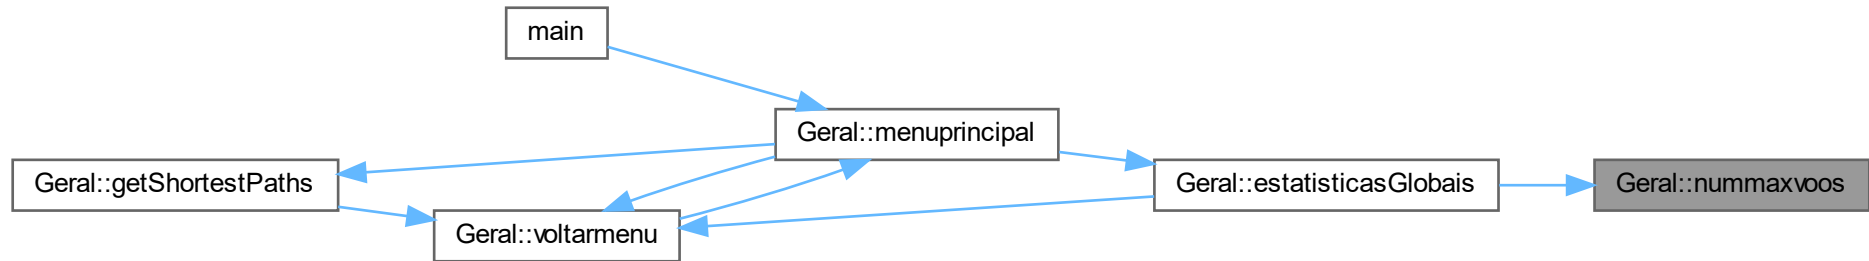 main
Geral::menuprincipal
Geral::getShortestPaths
Geral::estatisticasGlobais
Geral::nummaxvoos
Geral::voltarmenu